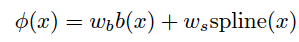 ϕ(x) = w_b b(x) + w_s spline(x)